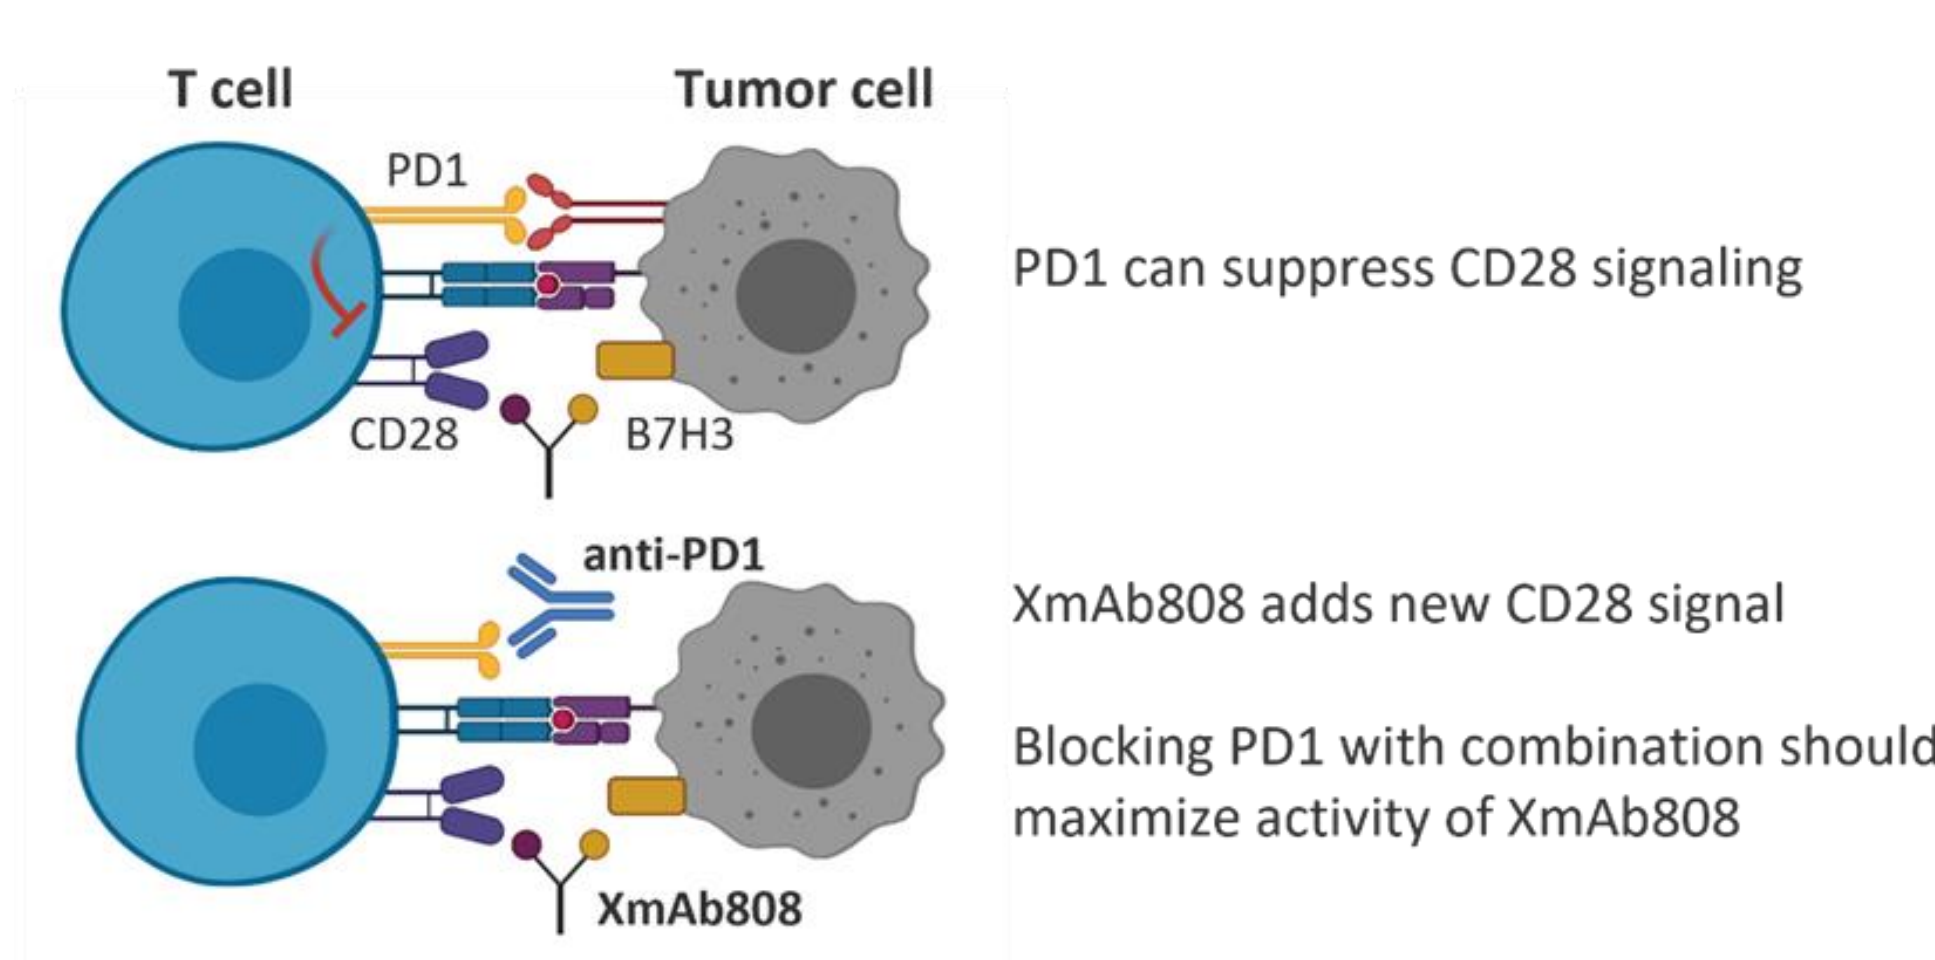 T cell
Tumor cell
PD1
PD1 can suppress CD28 signaling
CD28
B7H3
anti-PD1
XmAb808 adds new CD28 signal
Blocking PD1 with combination should
maximize activity of XmAb808
XmAb808